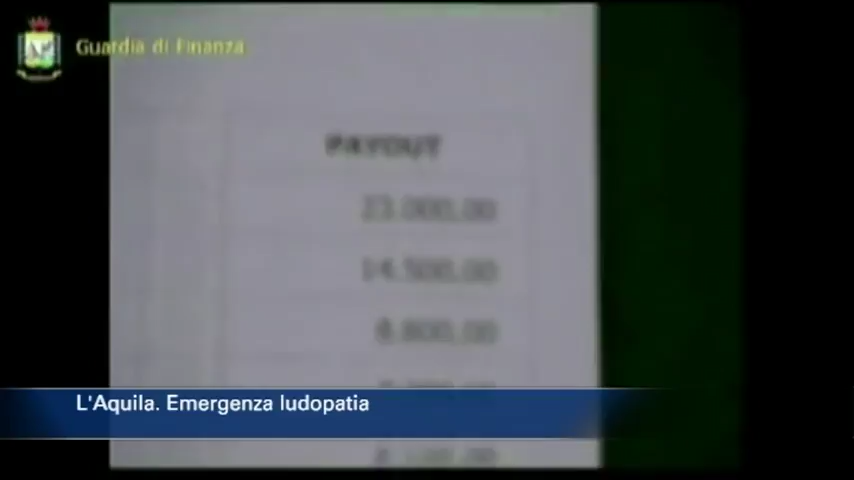 Guardia di Finanza
PAYOUT
23.000,00
14.500,00
8.800,00
L'Aquila. Emergenza ludopatia